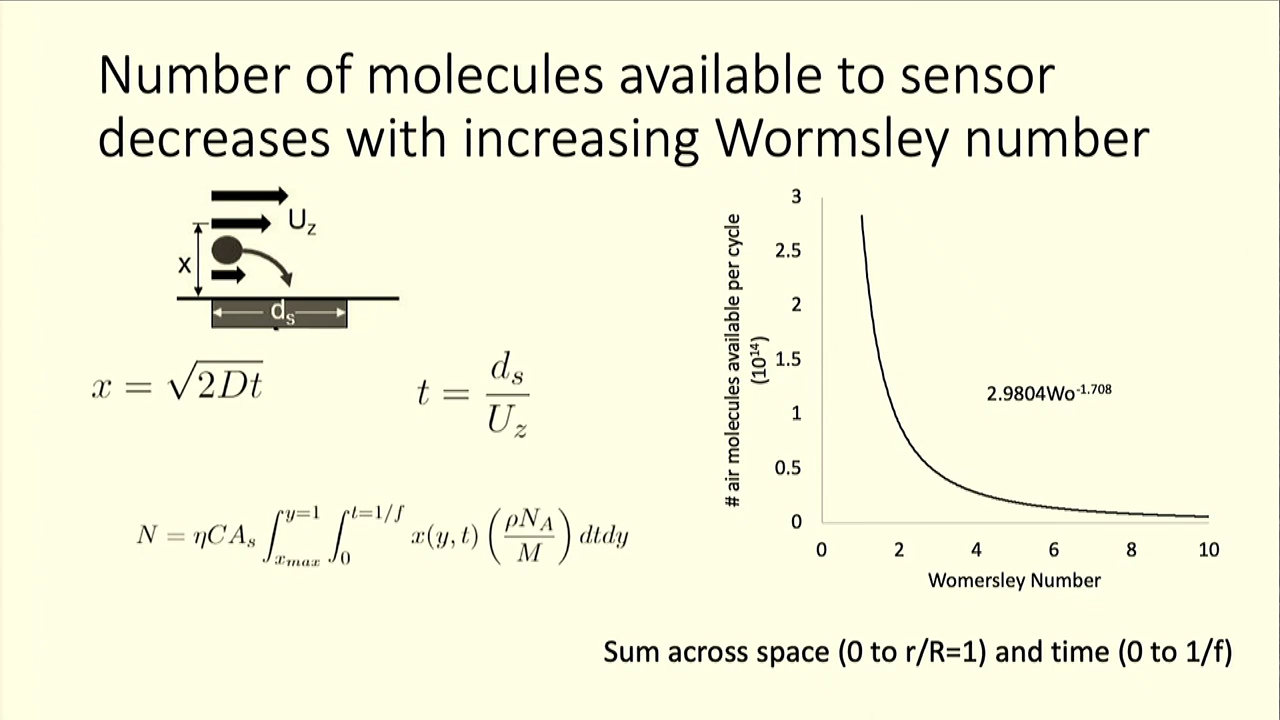 Number of molecules available to sensor
decreases with increasing Wormsley number
U_z
x
d_s
x = √2Dt
t = d_s / U_z
N = ηCA_s ∫_{x_max}^{y=1} ∫_0^{t=1/f} x(y, t) (ρN_A / M) dtdy
# air molecules available per cycle
(10^14)
3
2.5
2
1.5
1
0.5
0
2.9804Wo^-1.708
0 2 4 6 8 10
Womersley Number
Sum across space (0 to r/R=1) and time (0 to 1/f)